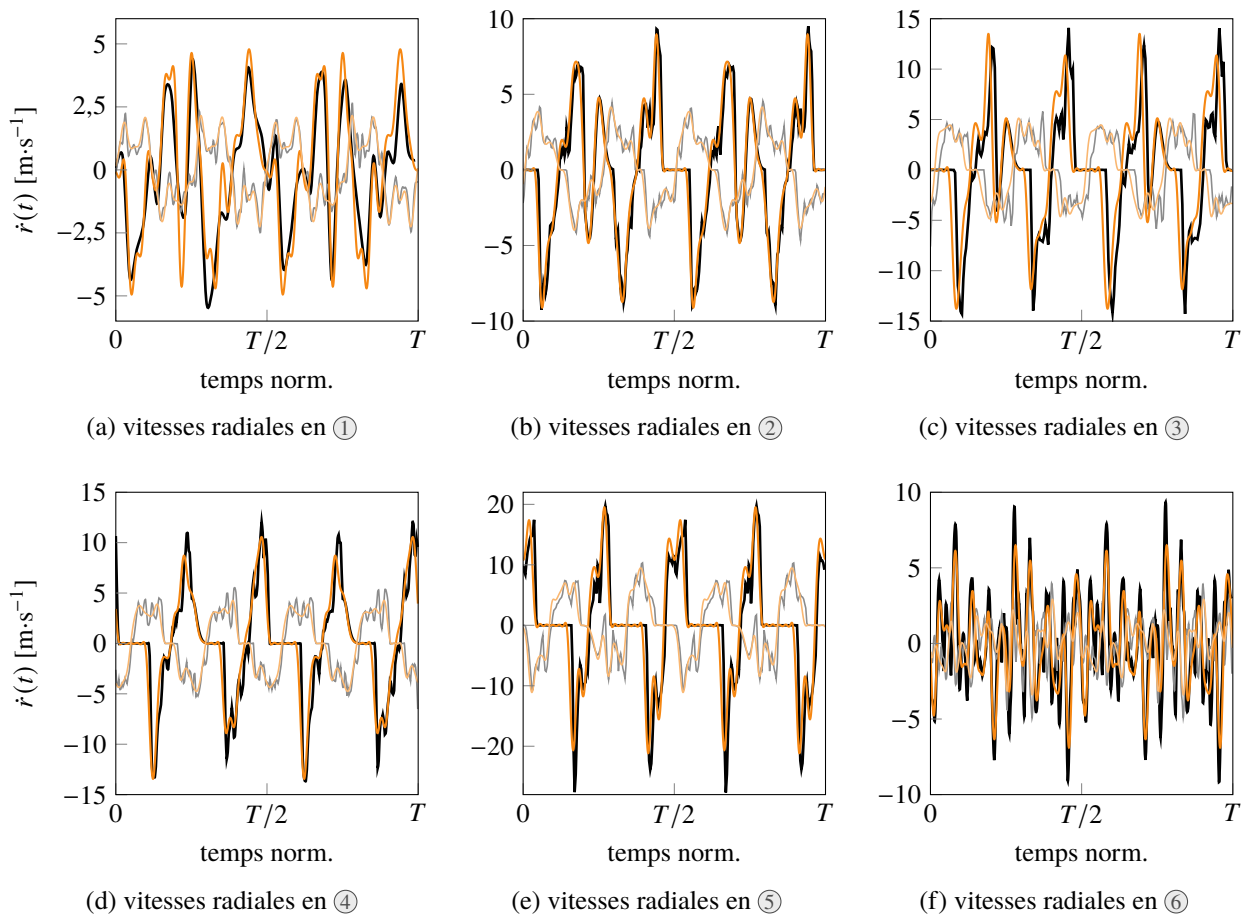 5
2,5
0
−2,5
−5
0
T/2
T
ṙ(t) [m·s⁻¹]
temps norm.
(a) vitesses radiales en ①
10
5
0
−5
−10
0
T/2
T
temps norm.
(b) vitesses radiales en ②
15
10
5
0
−5
−10
−15
0
T/2
T
temps norm.
(c) vitesses radiales en ③
15
10
5
0
−5
−10
−15
0
T/2
T
ṙ(t) [m·s⁻¹]
temps norm.
(d) vitesses radiales en ④
20
10
0
−10
−20
0
T/2
T
temps norm.
(e) vitesses radiales en ⑤
10
5
0
−5
−10
0
T/2
T
temps norm.
(f) vitesses radiales en ⑥